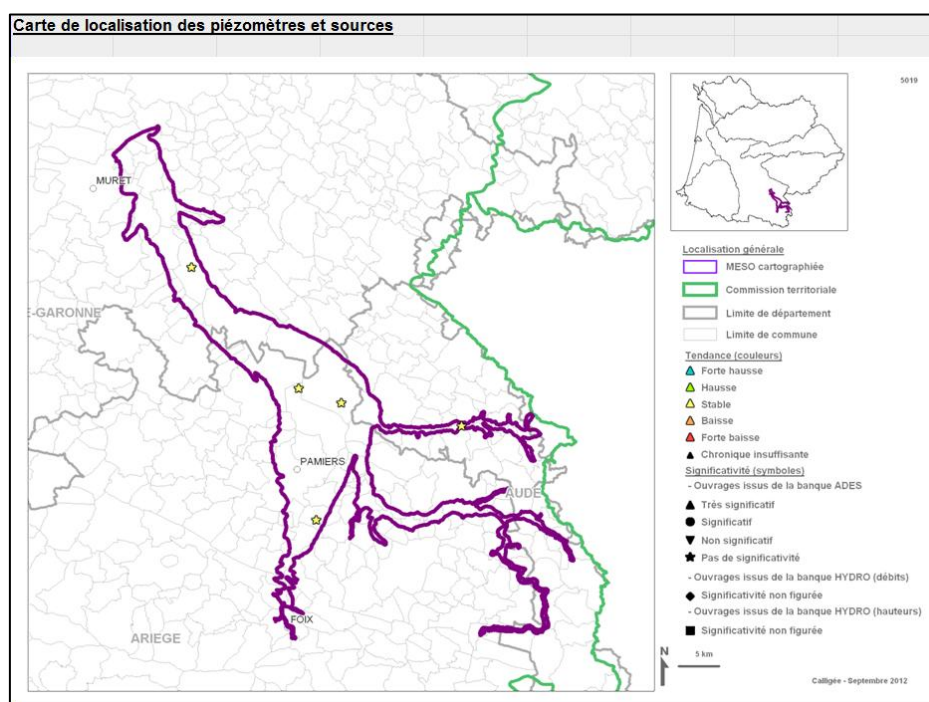 Carte de localisation des piézomètres et sources
5019
MURET
E-GARONNE
PAMIERS
AUDE
FOIX
ARIEGE
Localisation générale
MESO cartographiée
Commission territoriale
Limite de département
Limite de commune
Tendance (couleurs)
Forte hausse
Hausse
Stable
Baisse
Forte baisse
Chronique insuffisante
Significativité (symboles)
- Ouvrages issus de la banque ADES
Très significatif
Significatif
Non significatif
Pas de significativité
- Ouvrages issus de la banque HYDRO (débits)
Significativité non figurée
- Ouvrages issus de la banque HYDRO (hauteurs)
Significativité non figurée
N
5 km
Calligée - Septembre 2012